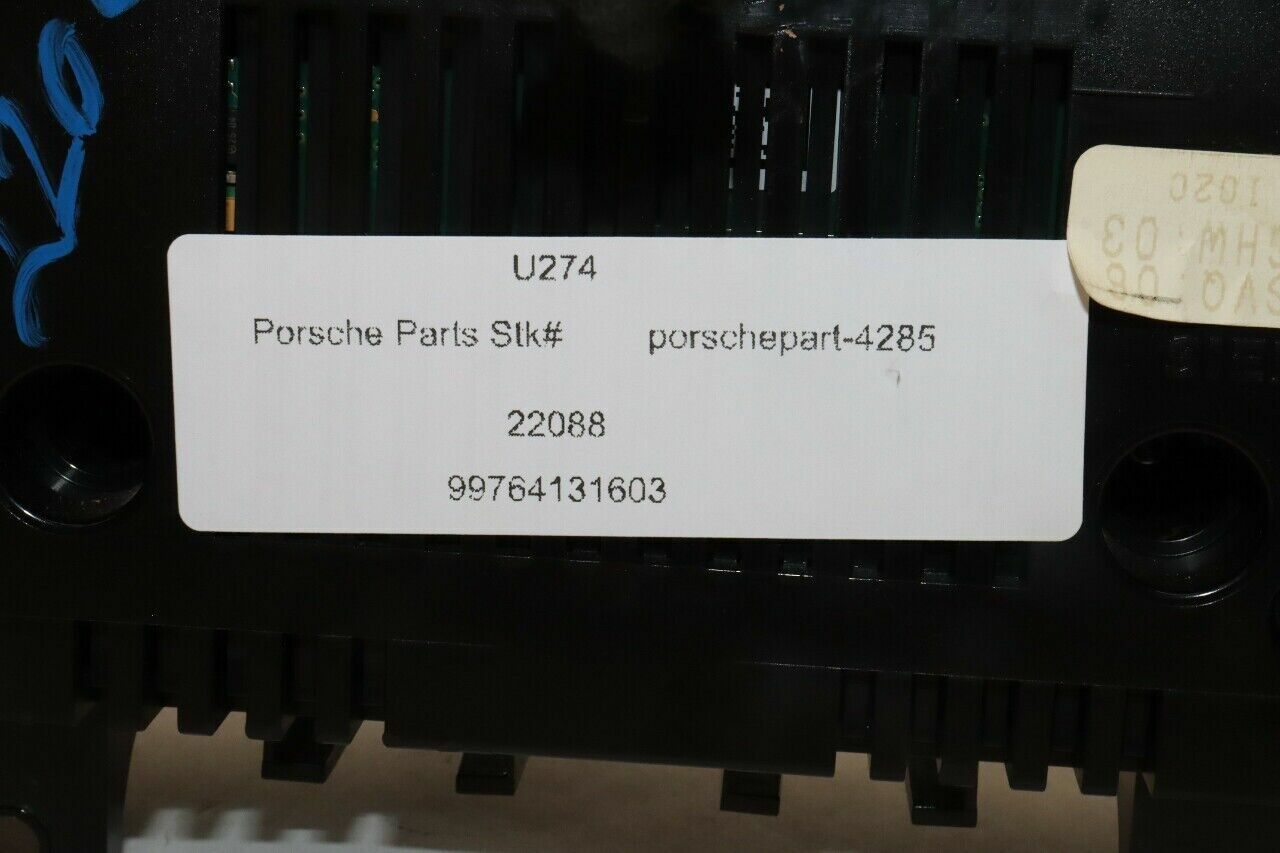 U274
Porsche Parts Stk# porschepart-4285
22088
99764131603